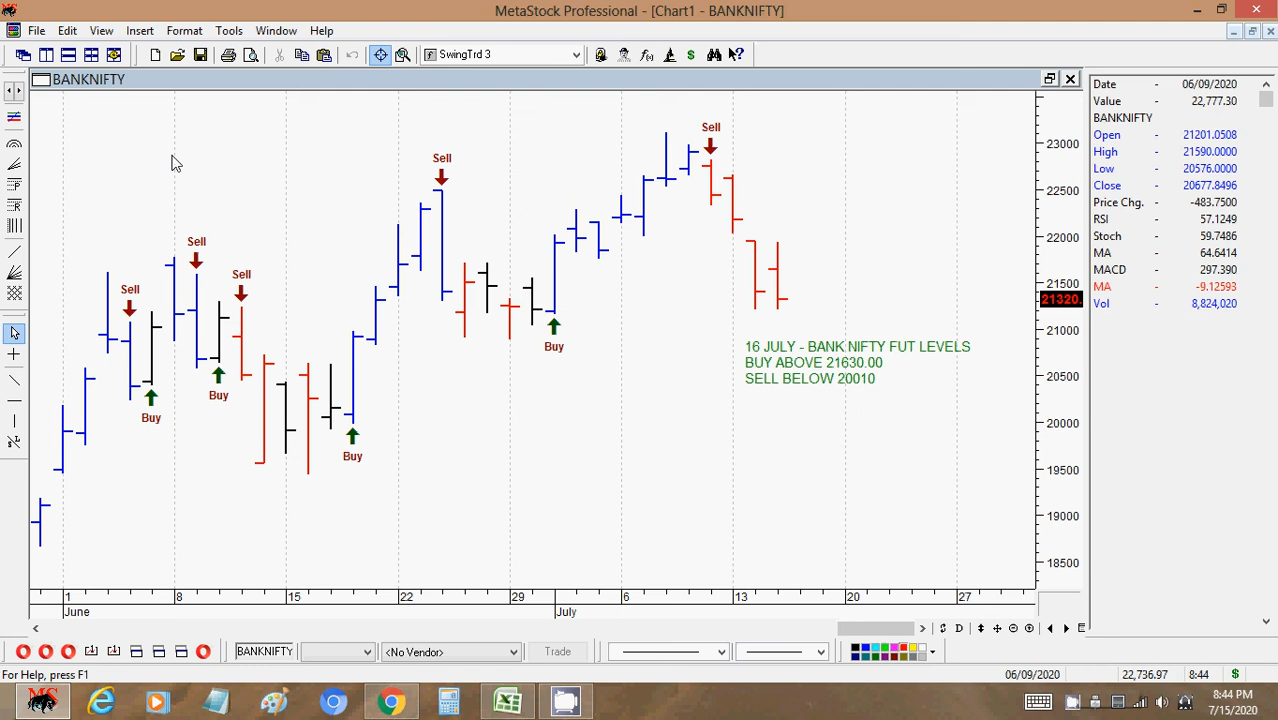 MetaStock Professional - [Chart1 - BANKNIFTY]
File Edit View Insert Format Tools Window Help
SwingTrd 3
BANKNIFTY
Date - 06/09/2020
Value - 22,777.30
BANKNIFTY
Open - 21201.0508
High - 21590.0000
Low - 20576.0000
Close - 20677.8496
Price Chg. - -483.7500
RSI - 57.1249
Stoch - 59.7486
MA - 64.6414
MACD - 297.390
MA - -9.12593
Vol - 8,824,020
Sell
Sell
Sell
Sell
Sell
Buy
Buy
Buy
Buy
23000
22500
22000
21500
21320.
21000
20500
20000
19500
19000
18500
16 JULY - BANK NIFTY FUT LEVELS
BUY ABOVE 21630.00
SELL BELOW 20010
1 8 15 22 29 6 13 20 27
June July
D
BANKNIFTY <No Vendor> Trade
For Help, press F1 06/09/2020 22,736.97 8:44 $
MS
8:44 PM
7/15/2020